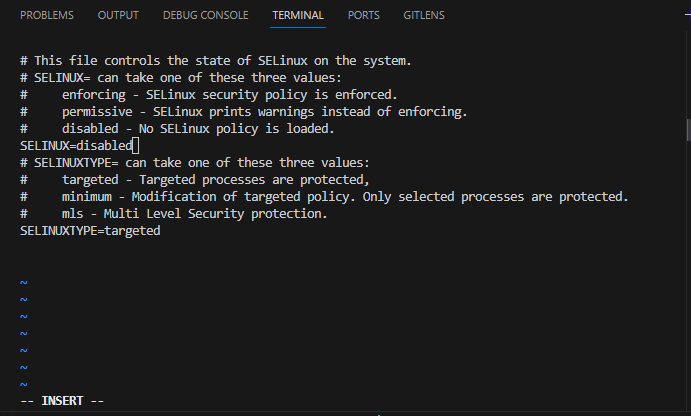 PROBLEMS OUTPUT DEBUG CONSOLE TERMINAL PORTS GITLENS
# This file controls the state of SELinux on the system.
# SELINUX= can take one of these three values:
#     enforcing - SELinux security policy is enforced.
#     permissive - SELinux prints warnings instead of enforcing.
#     disabled - No SELinux policy is loaded.
SELINUX=disabled
# SELINUXTYPE= can take one of these three values:
#     targeted - Targeted processes are protected,
#     minimum - Modification of targeted policy. Only selected processes are protected.
#     mls - Multi Level Security protection.
SELINUXTYPE=targeted
~
~
~
~
~
~
~
-- INSERT --